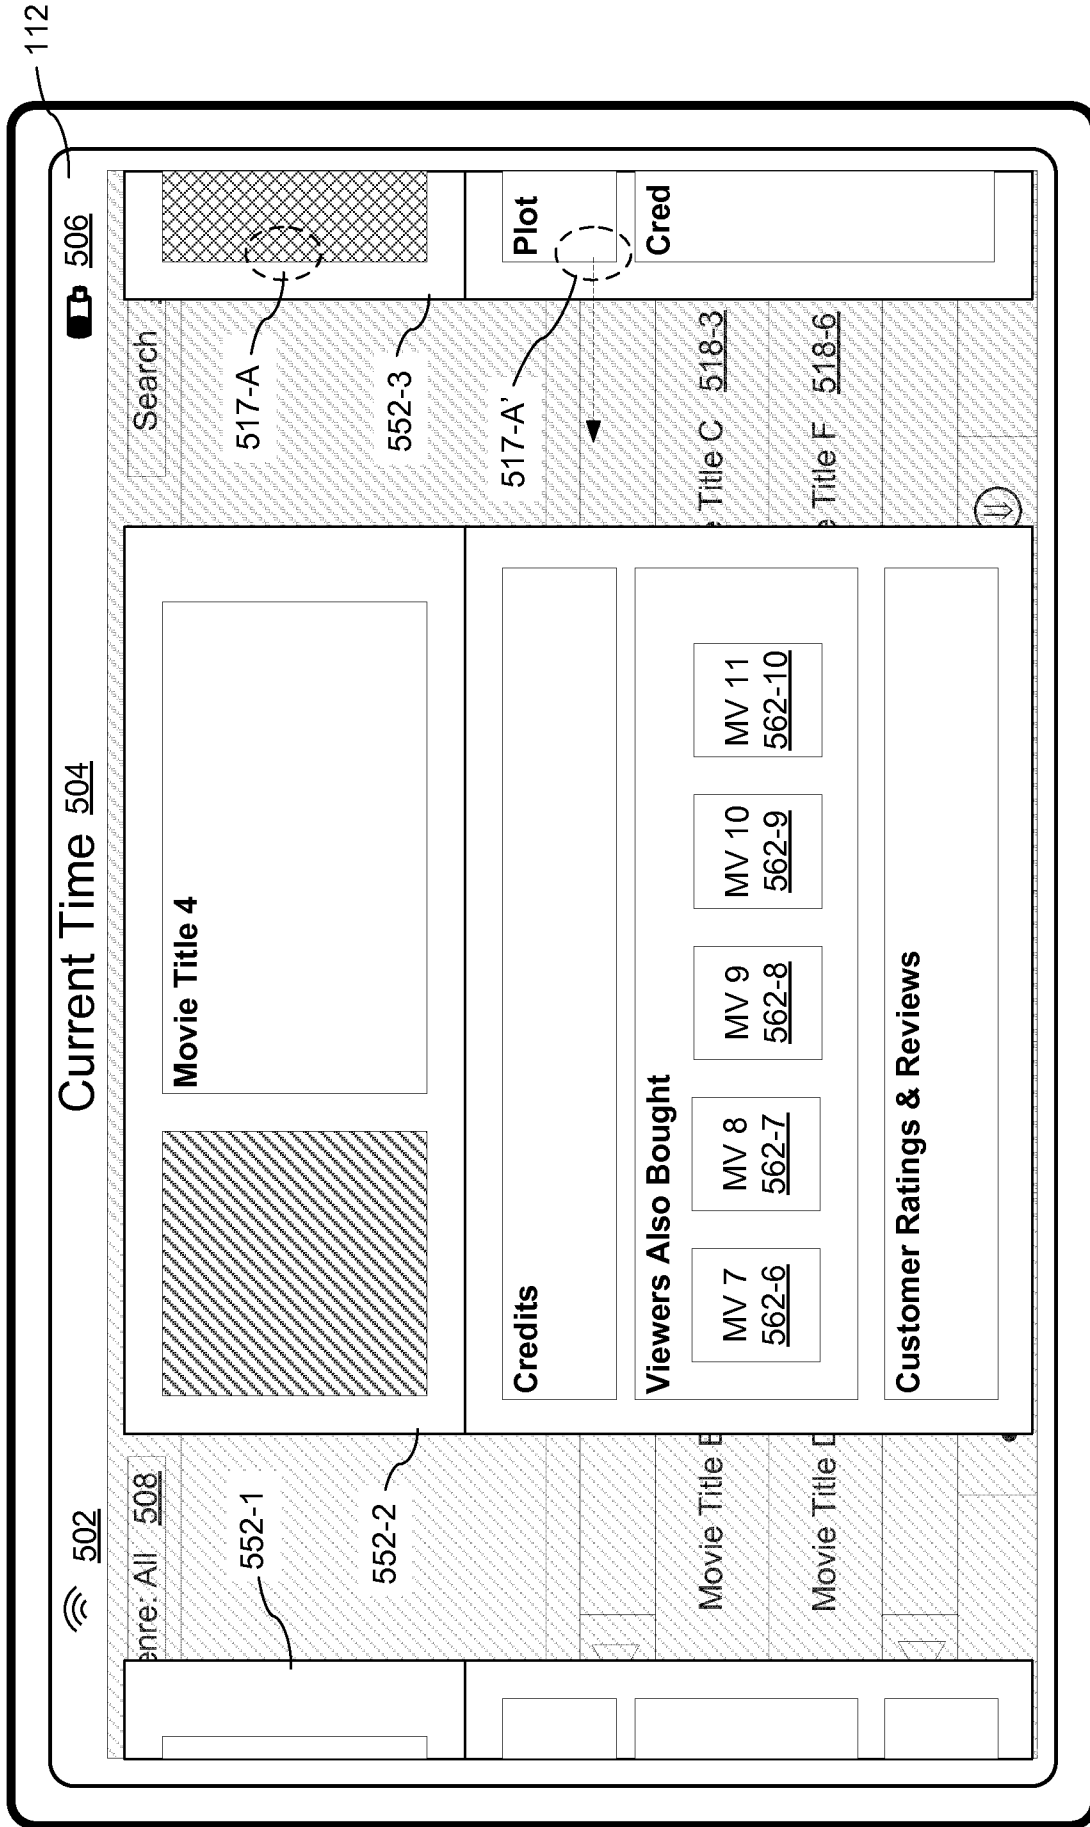 112
502
Current Time 504
506
enre: All 508
Search
552-1
552-2
Movie Title 4
517-A
552-3
517-A'
Plot
Cred
Credits
Viewers Also Bought
MV 7
562-6
MV 8
562-7
MV 9
562-8
MV 10
562-9
MV 11
562-10
Customer Ratings & Reviews
Movie Title
Title C 518-3
Movie Title
Title F 518-6